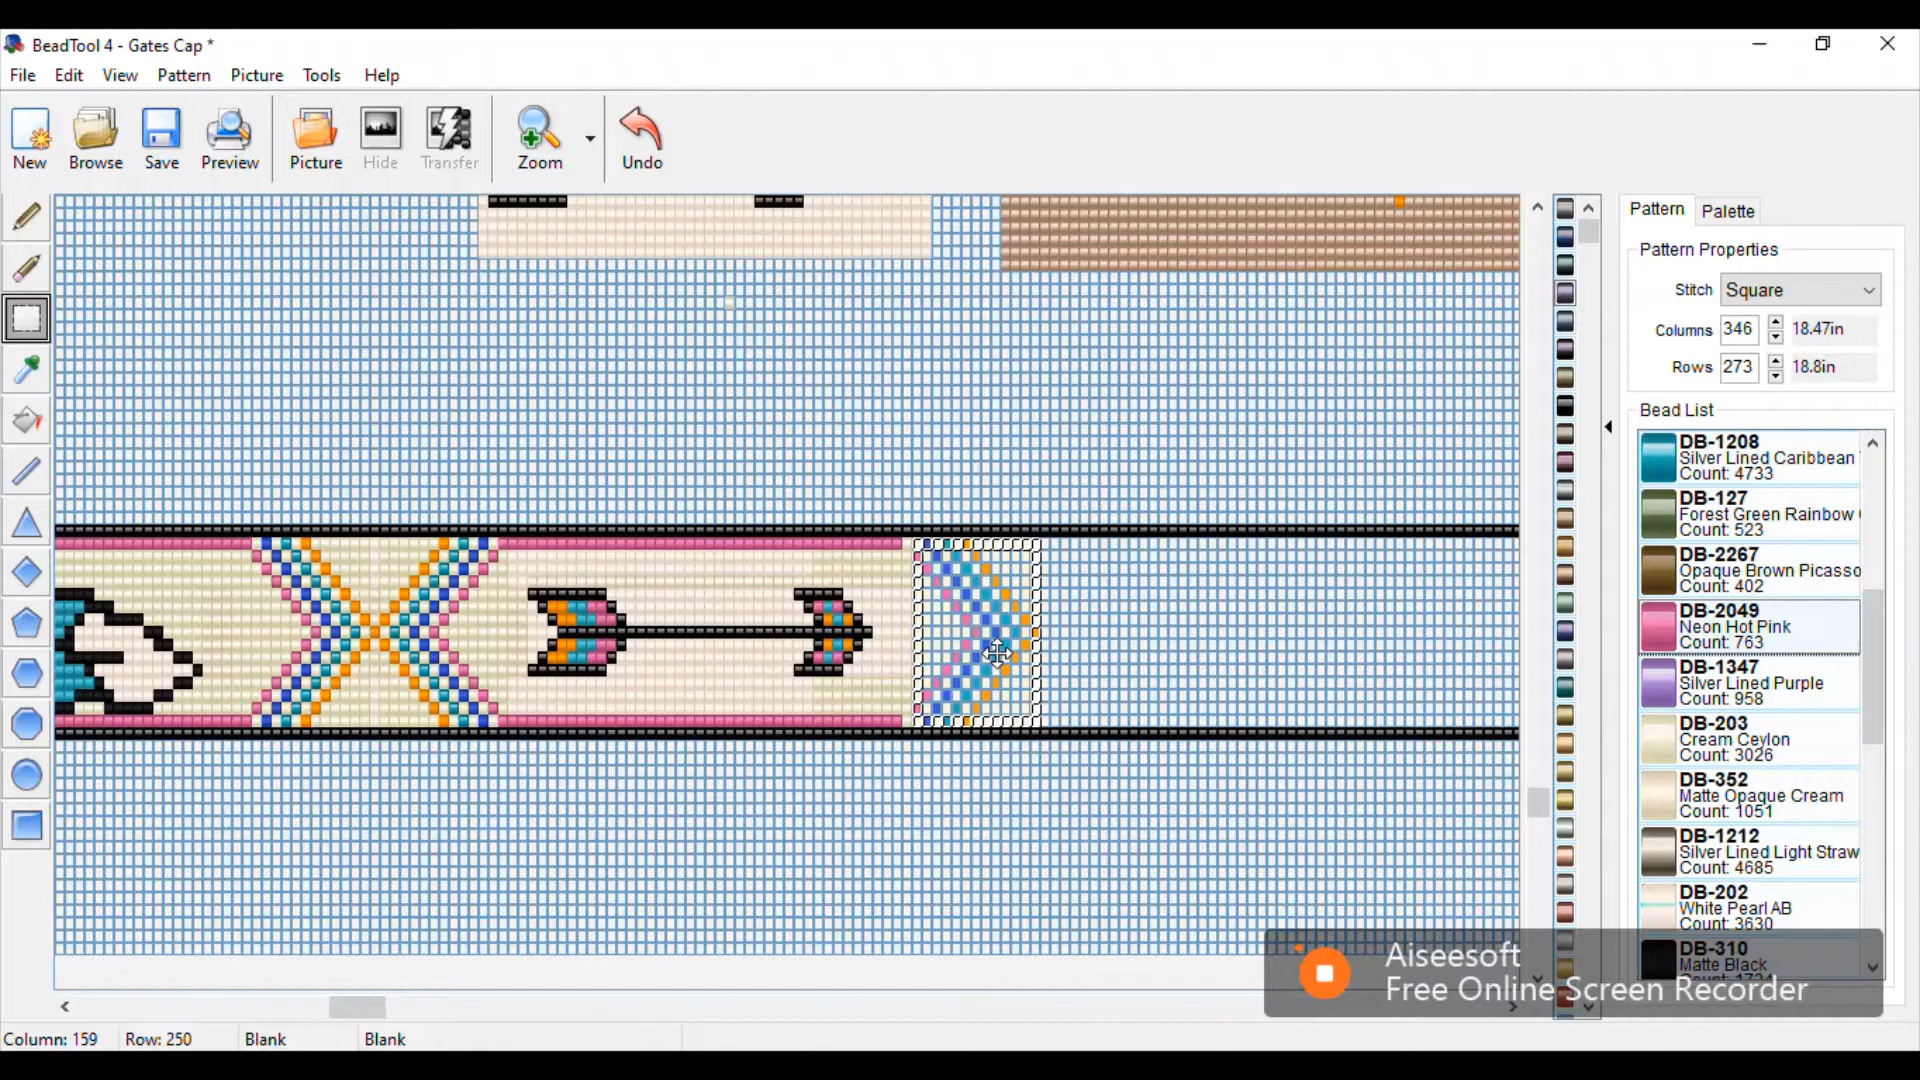 BeadTool 4 - Gates Cap *
File Edit View Pattern Picture Tools Help
New Browse Save Preview Picture Hide Transfer Zoom Undo
Pattern Palette
Pattern Properties
Stitch Square
Columns 346 18.47in
Rows 273 18.8in
Bead List
DB-1208
Silver Lined Caribbean
Count: 4733
DB-127
Forest Green Rainbow
Count: 523
DB-2267
Opaque Brown Picasso
Count: 402
DB-2049
Neon Hot Pink
Count: 763
DB-1347
Silver Lined Purple
Count: 958
DB-203
Cream Ceylon
Count: 3026
DB-352
Matte Opaque Cream
Count: 1051
DB-1212
Silver Lined Light Straw
Count: 4685
DB-202
White Pearl AB
Count: 3630
DB-310
Matte Black
Aiseesoft
Free Online Screen Recorder
Column: 159 Row: 250 Blank Blank